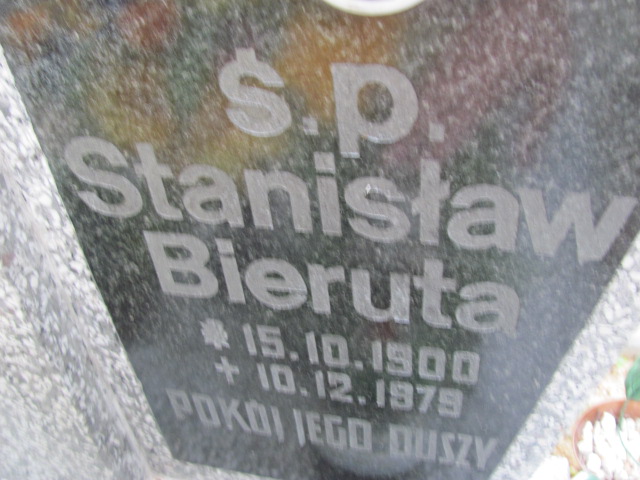 ś.p.
Stanisław
Bieruta
* 15.10.1900
+ 10.12.1979
POKÓJ JEGO DUSZY